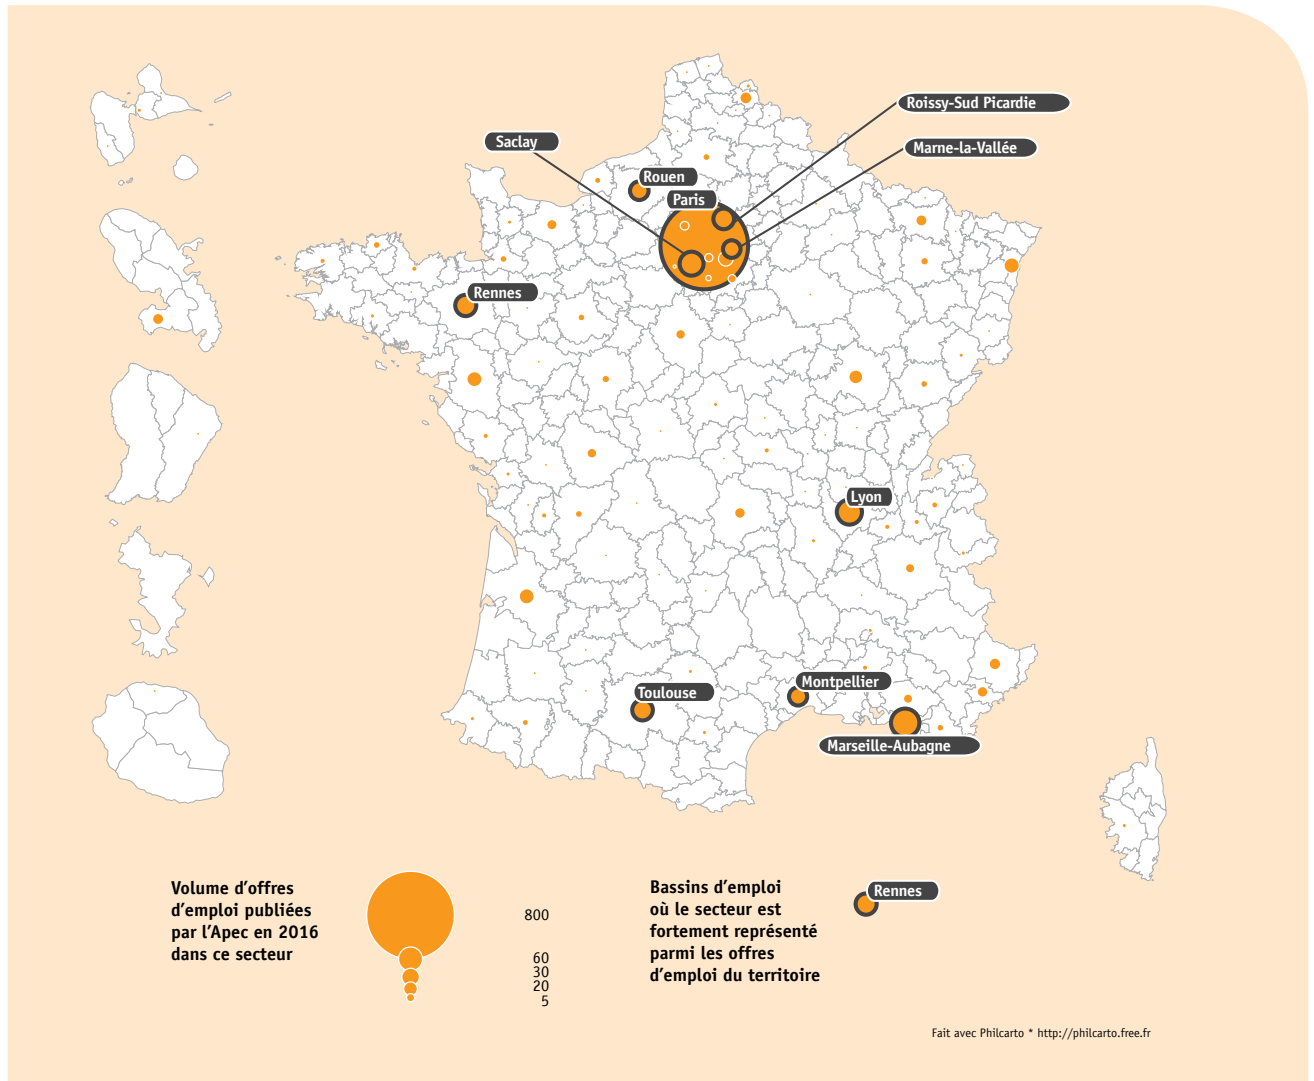 Roissy-Sud Picardie
Saclay
Marne-la-Vallée
Rouen
Paris
Rennes
Lyon
Montpellier
Toulouse
Marseille-Aubagne
Volume d'offres
d'emploi publiées
par l'Apec en 2016
dans ce secteur
800
60
30
20
5
Bassins d'emploi
où le secteur est
fortement représenté
parmi les offres
d'emploi du territoire
Rennes
Fait avec Philcarto * http://philcarto.free.fr